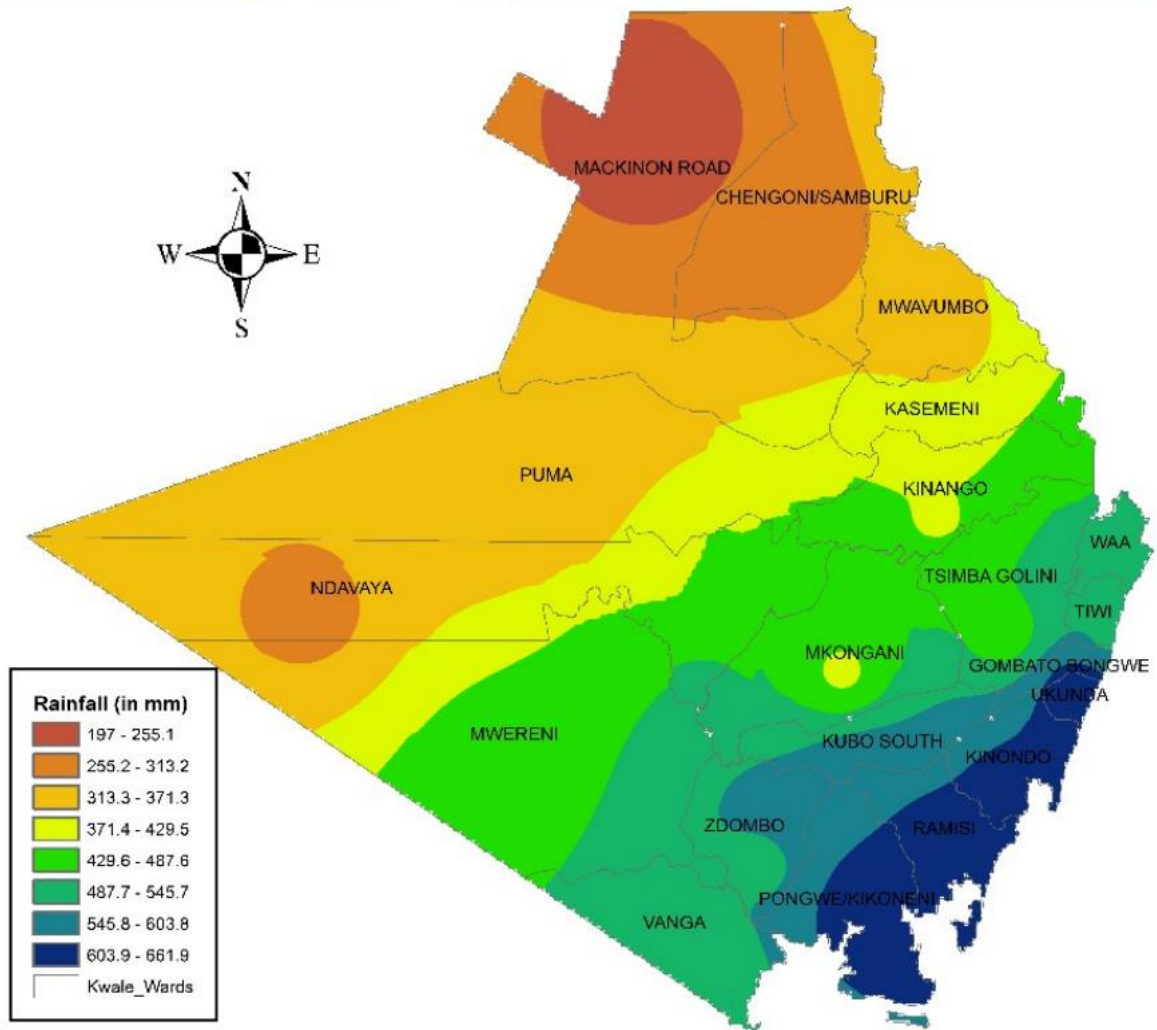 MACKINON ROAD
CHENGONI/SAMBURU
N
W E
S
MWAVUMBO
KASEMENI
PUMA
KINANGO
WAA
TSIMBA GOLINI
NDAVAYA
TIWI
MKONGANI
GOMBATO BONGWE
UKUNDA
MWERENI
KUBO SOUTH
KINONDO
ZDOMBO
RAMISI
PONGWE/KIKONENI
VANGA
Rainfall (in mm)
197 - 255.1
255.2 - 313.2
313.3 - 371.3
371.4 - 429.5
429.6 - 487.6
487.7 - 545.7
545.8 - 603.8
603.9 - 661.9
Kwale_Wards